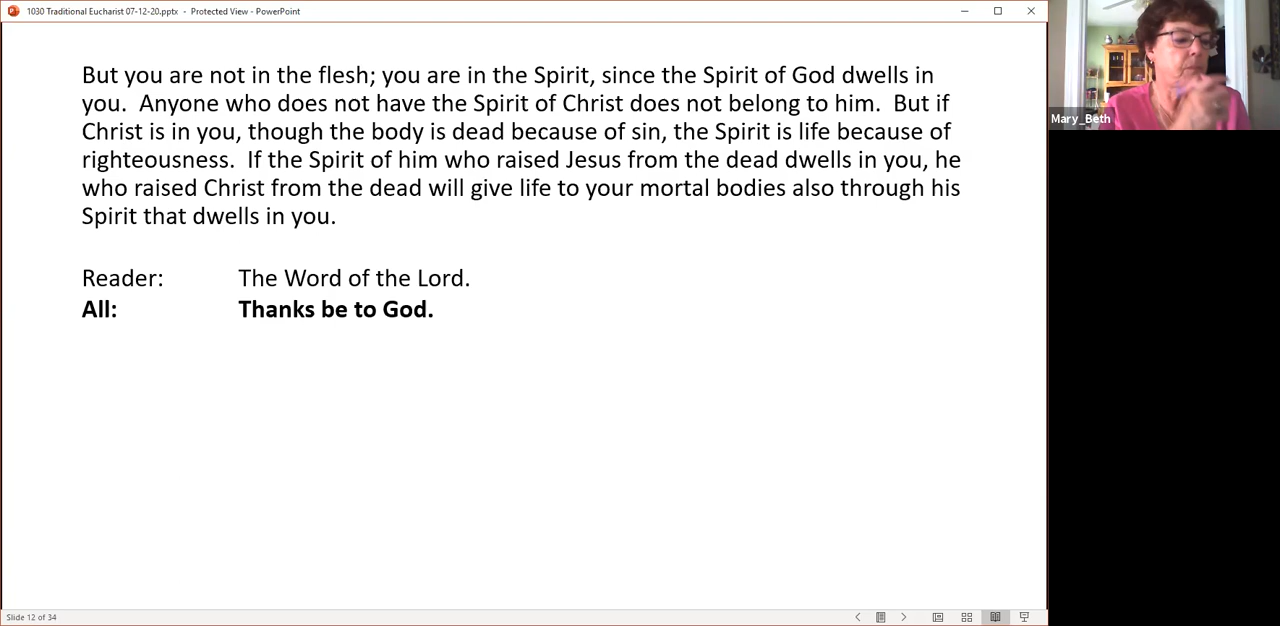 1030 Traditional Eucharist 07-12-20.pptx - Protected View - PowerPoint
But you are not in the flesh; you are in the Spirit, since the Spirit of God dwells in
you.  Anyone who does not have the Spirit of Christ does not belong to him.  But if
Christ is in you, though the body is dead because of sin, the Spirit is life because of
righteousness.  If the Spirit of him who raised Jesus from the dead dwells in you, he
who raised Christ from the dead will give life to your mortal bodies also through his
Spirit that dwells in you.
Reader: The Word of the Lord.
All: Thanks be to God.
Mary_Beth
Slide 12 of 34